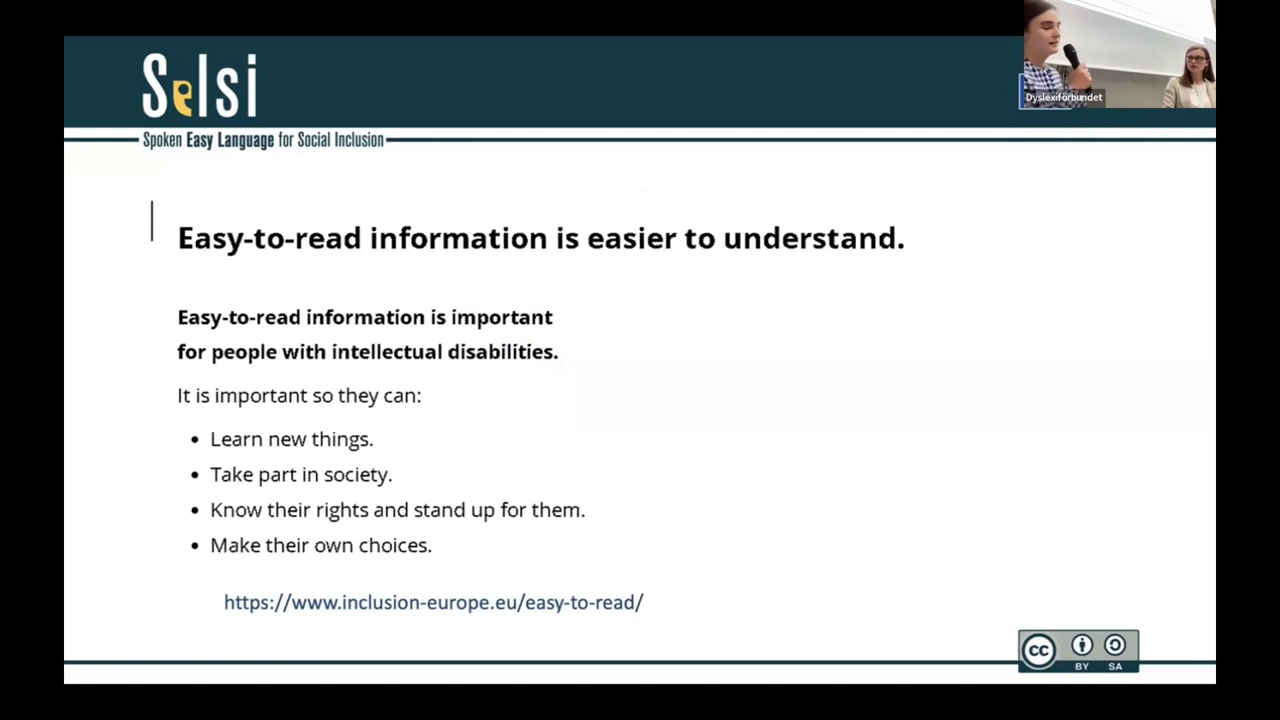 Selsi
Spoken Easy Language for Social Inclusion
Dyslexiförbundet
Easy-to-read information is easier to understand.
Easy-to-read information is important
for people with intellectual disabilities.
It is important so they can:
• Learn new things.
• Take part in society.
• Know their rights and stand up for them.
• Make their own choices.
https://www.inclusion-europe.eu/easy-to-read/
CC
BY SA